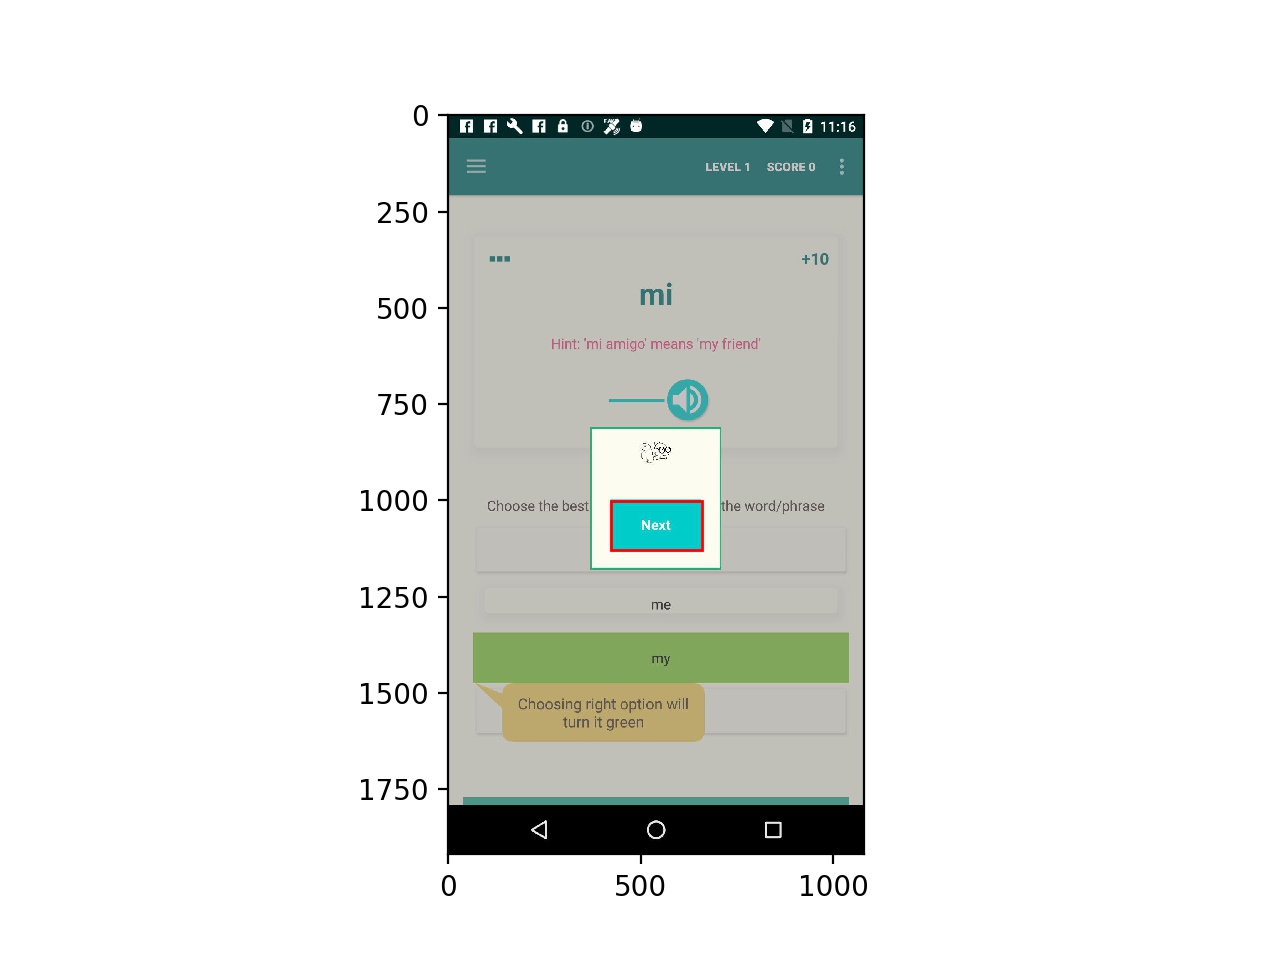 0
250
500
750
1000
1250
1500
1750
0
500
1000
11:16
LEVEL 1 SCORE 0
+10
mi
Hint: 'mi amigo' means 'my friend'
Choose the best the word/phrase
Next
me
my
Choosing right option will
turn it green